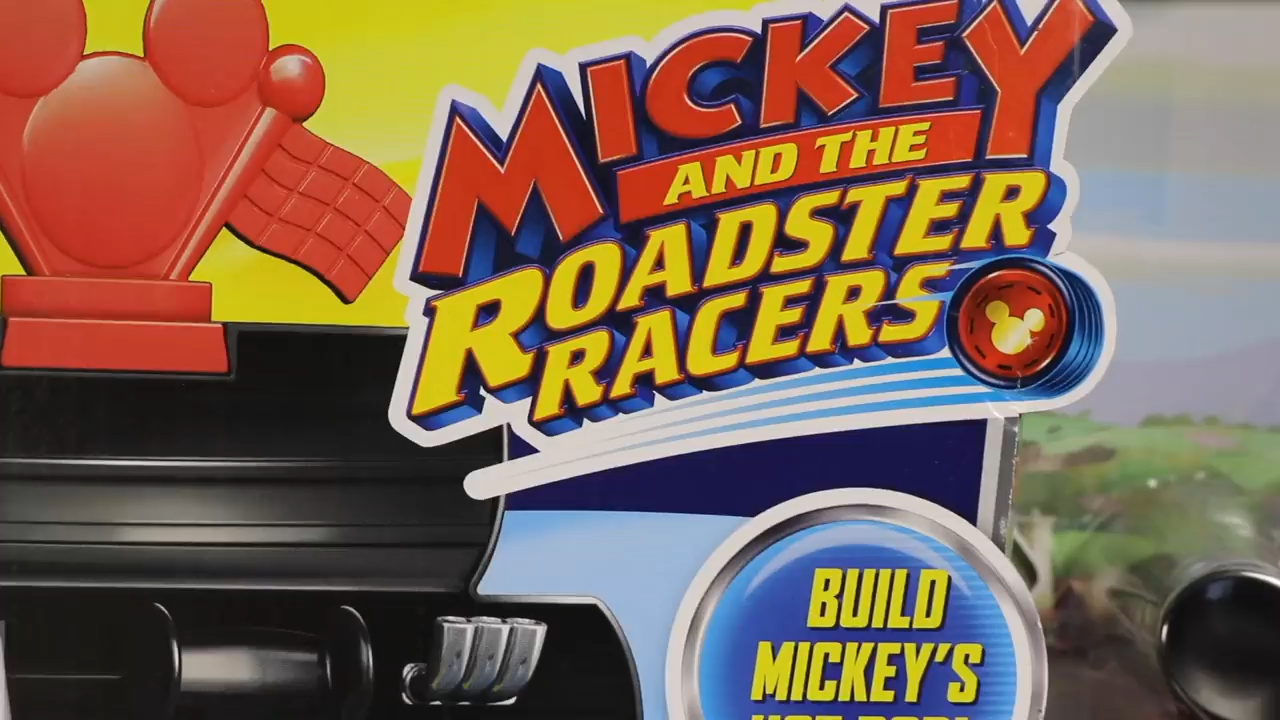 MICKEY
AND THE
ROADSTER
RACERS
BUILD
MICKEY'S